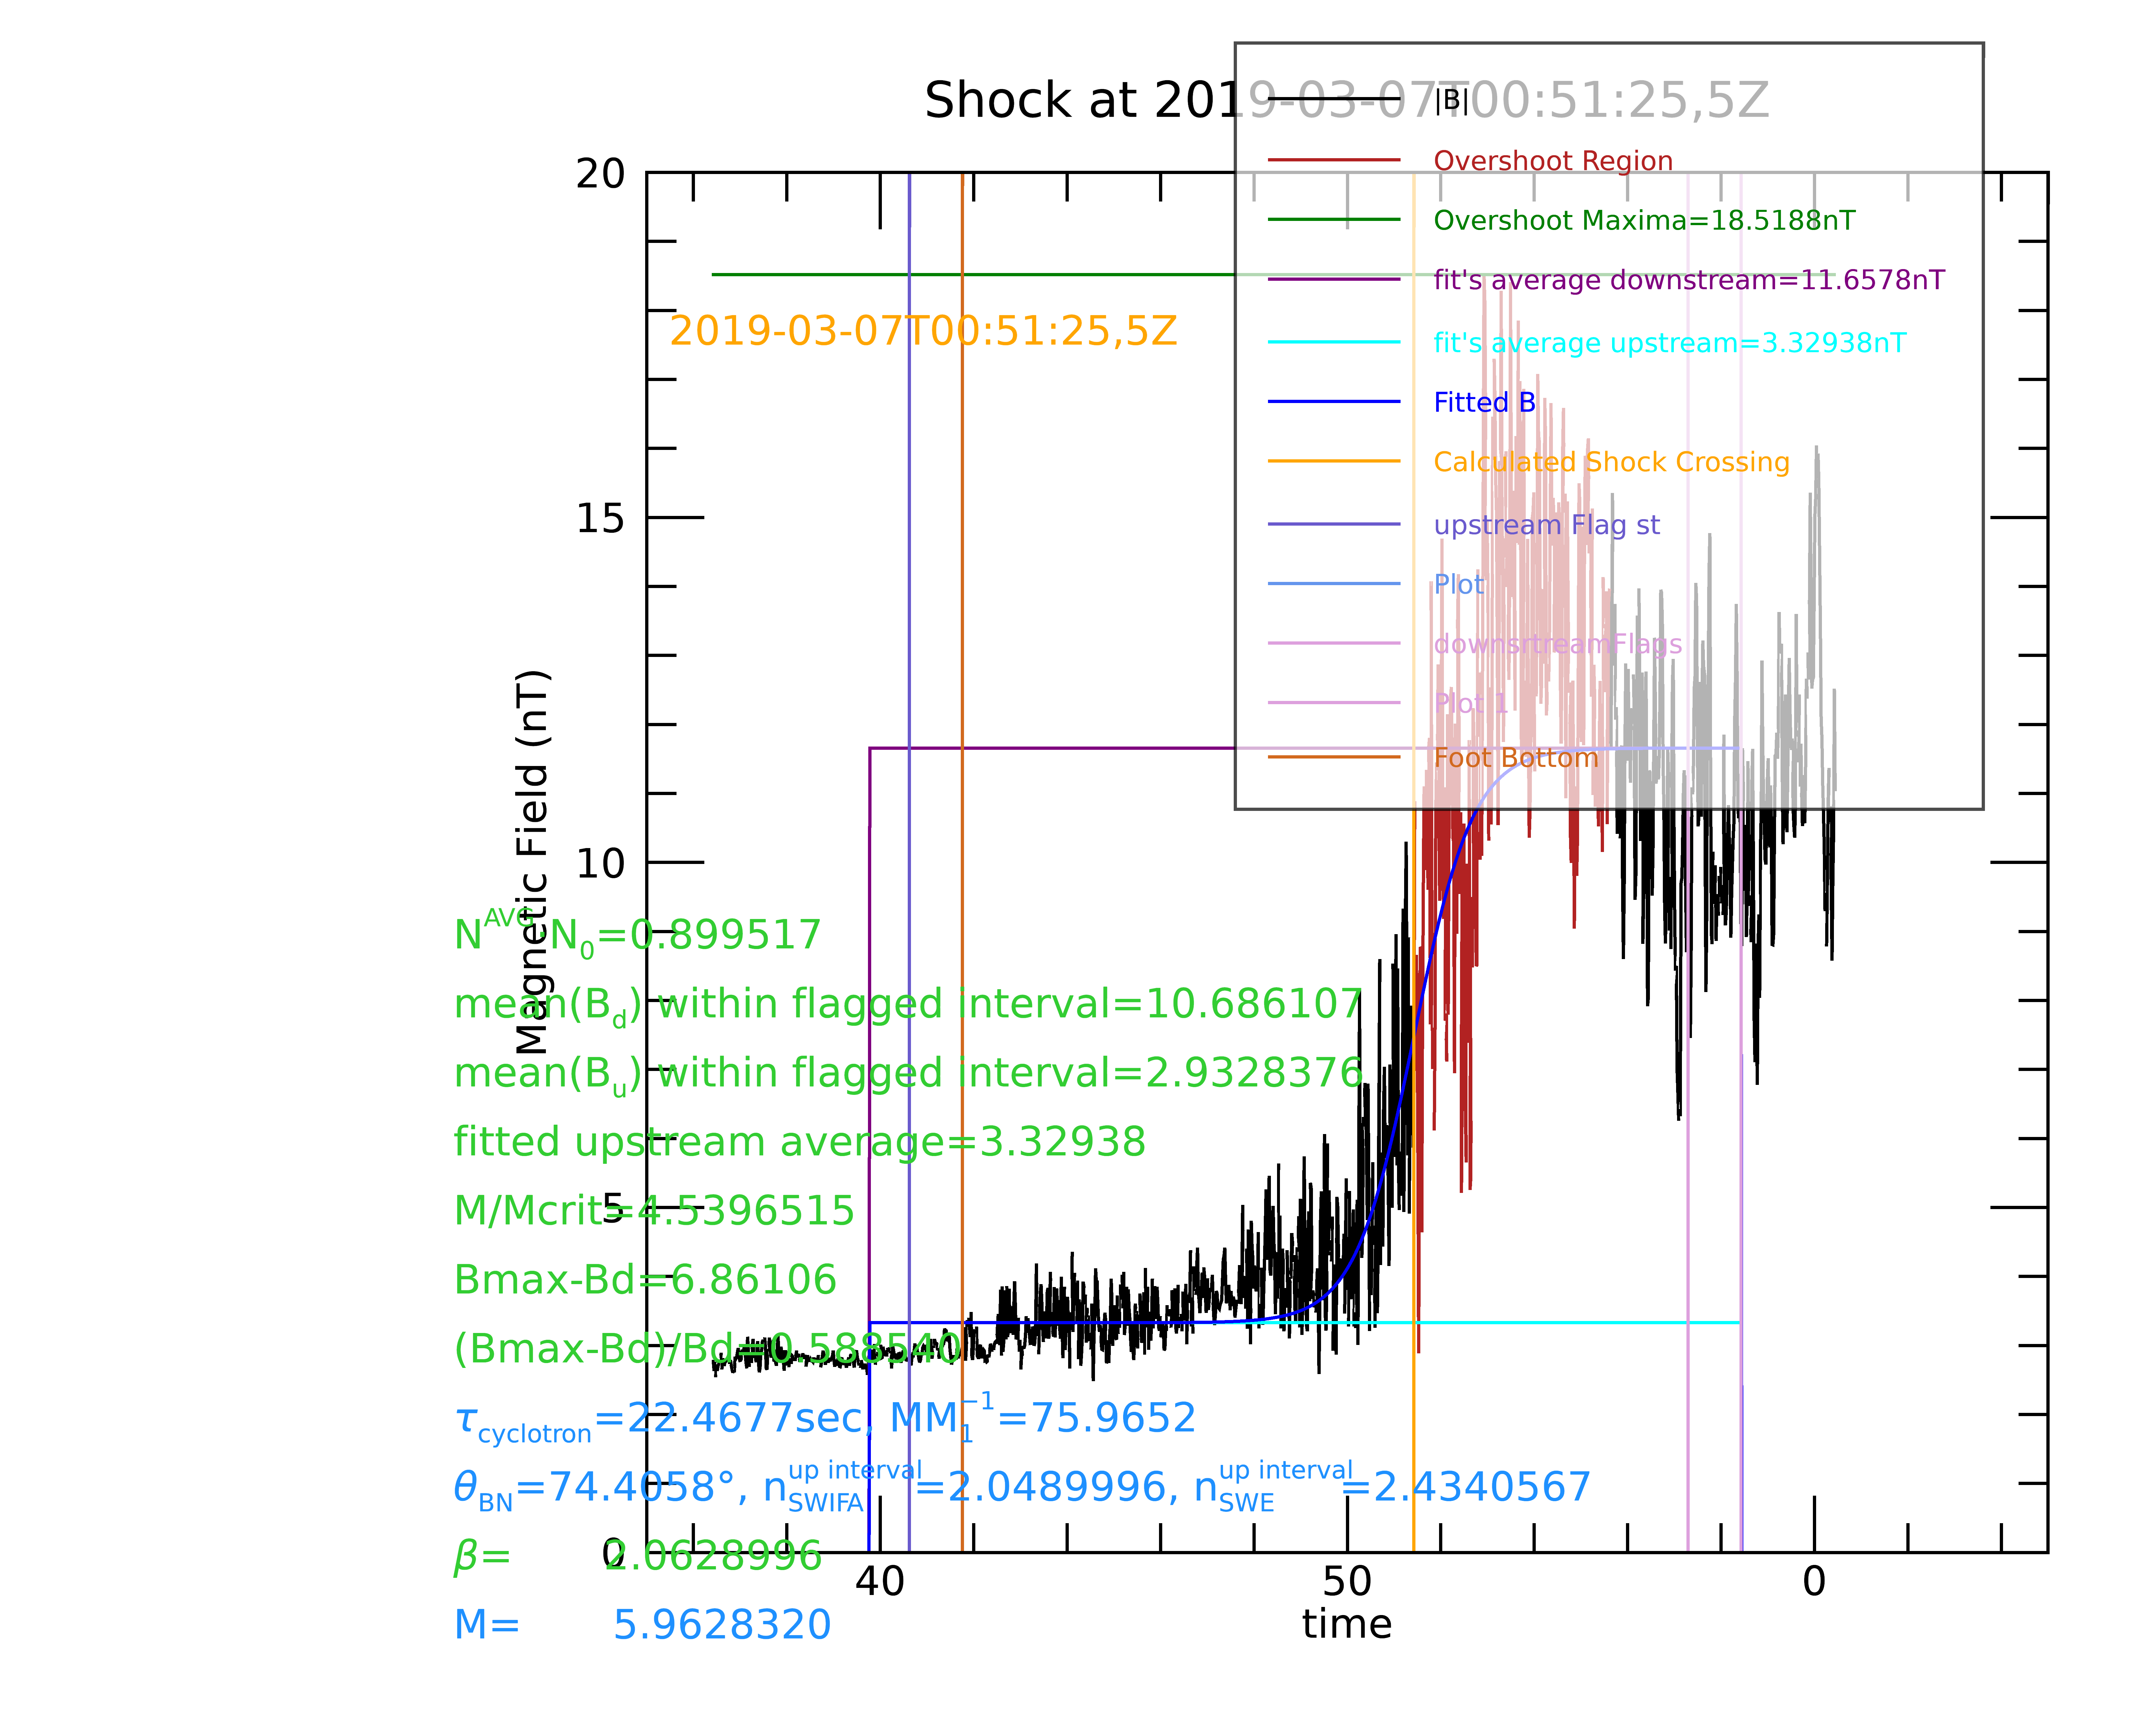 Shock at 2019-03-07T00:51:25,5Z
|B|
Overshoot Region
Overshoot Maxima=18.5188nT
fit's average downstream=11.6578nT
fit's average upstream=3.32938nT
Fitted B
Calculated Shock Crossing
upstream Flag st
Plot
downsrtreamFlags
Plot 1
Foot Bottom
2019-03-07T00:51:25,5Z
20
15
10
5
0
Magnetic Field (nT)
N^AVG·N_0=0.899517
mean(B_d) within flagged interval=10.686107
mean(B_u) within flagged interval=2.9328376
fitted upstream average=3.32938
M/Mcrit=4.5396515
Bmax-Bd=6.86106
(Bmax-Bd)/Bd=0.588540
τ_cyclotron=22.4677sec, MM_1^−1=75.9652
θ_BN=74.4058°, n_SWIFA^up interval=2.0489996, n_SWE^up interval=2.4340567
β= 2.0628996
M= 5.9628320
40 50 0
time